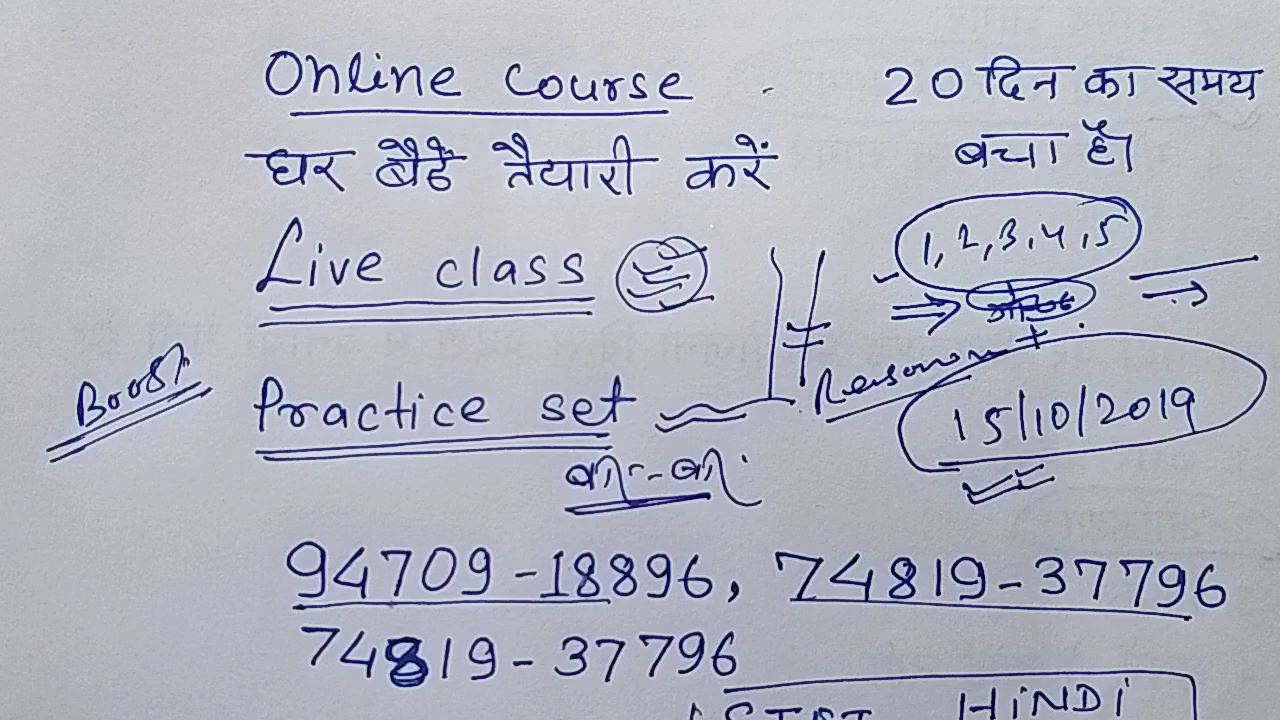 Online course
20 दिन का समय
बचा है।
घर बैठें तैयारी करें
Live class
1, 2, 3, 4, 5
Reasoning
15/10/2019
Boost
Practice set
बार-बार
94709-18896, 74819-37796
74819-37796
HiNDi